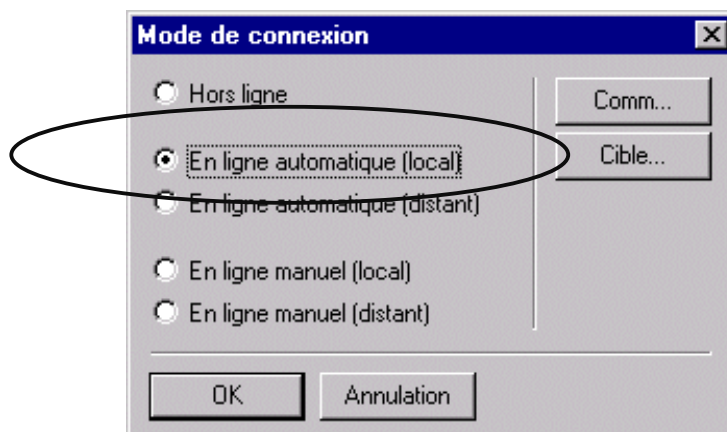 Mode de connexion
Hors ligne
En ligne automatique (local)
En ligne automatique (distant)
En ligne manuel (local)
En ligne manuel (distant)
Comm...
Cible...
OK
Annulation